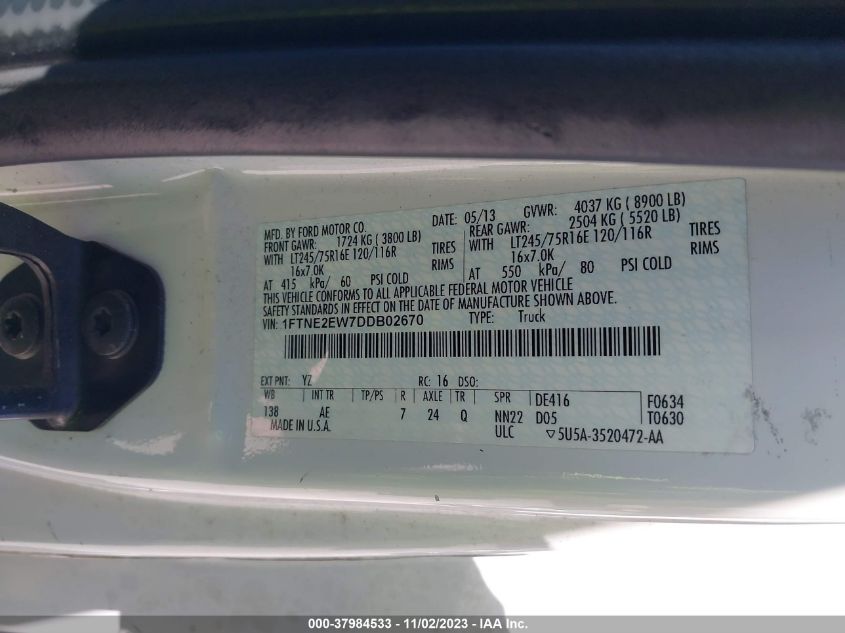 MFD. BY FORD MOTOR CO. DATE: 05/13 GVWR: 4037 KG ( 8900 LB)
FRONT GAWR: 1724 KG ( 3800 LB) REAR GAWR: 2504 KG ( 5520 LB)
WITH LT245/75R16E 120/116R TIRES WITH LT245/75R16E 120/116R TIRES
16x7.0K RIMS 16x7.0K RIMS
AT 415 kPa/ 60 PSI COLD AT 550 kPa/ 80 PSI COLD
THIS VEHICLE CONFORMS TO ALL APPLICABLE FEDERAL MOTOR VEHICLE
SAFETY STANDARDS IN EFFECT ON THE DATE OF MANUFACTURE SHOWN ABOVE.
VIN: 1FTNE2EW7DDB02670 TYPE: Truck
EXT PNT: YZ RC: 16 DSO:
WB INT TR TP/PS R AXLE TR SPR DE416 F0634
138 AE 7 24 Q NN22 D05 T0630
MADE IN U.S.A. ULC ▽5U5A-3520472-AA
000-37984533 - 11/02/2023 - IAA Inc.